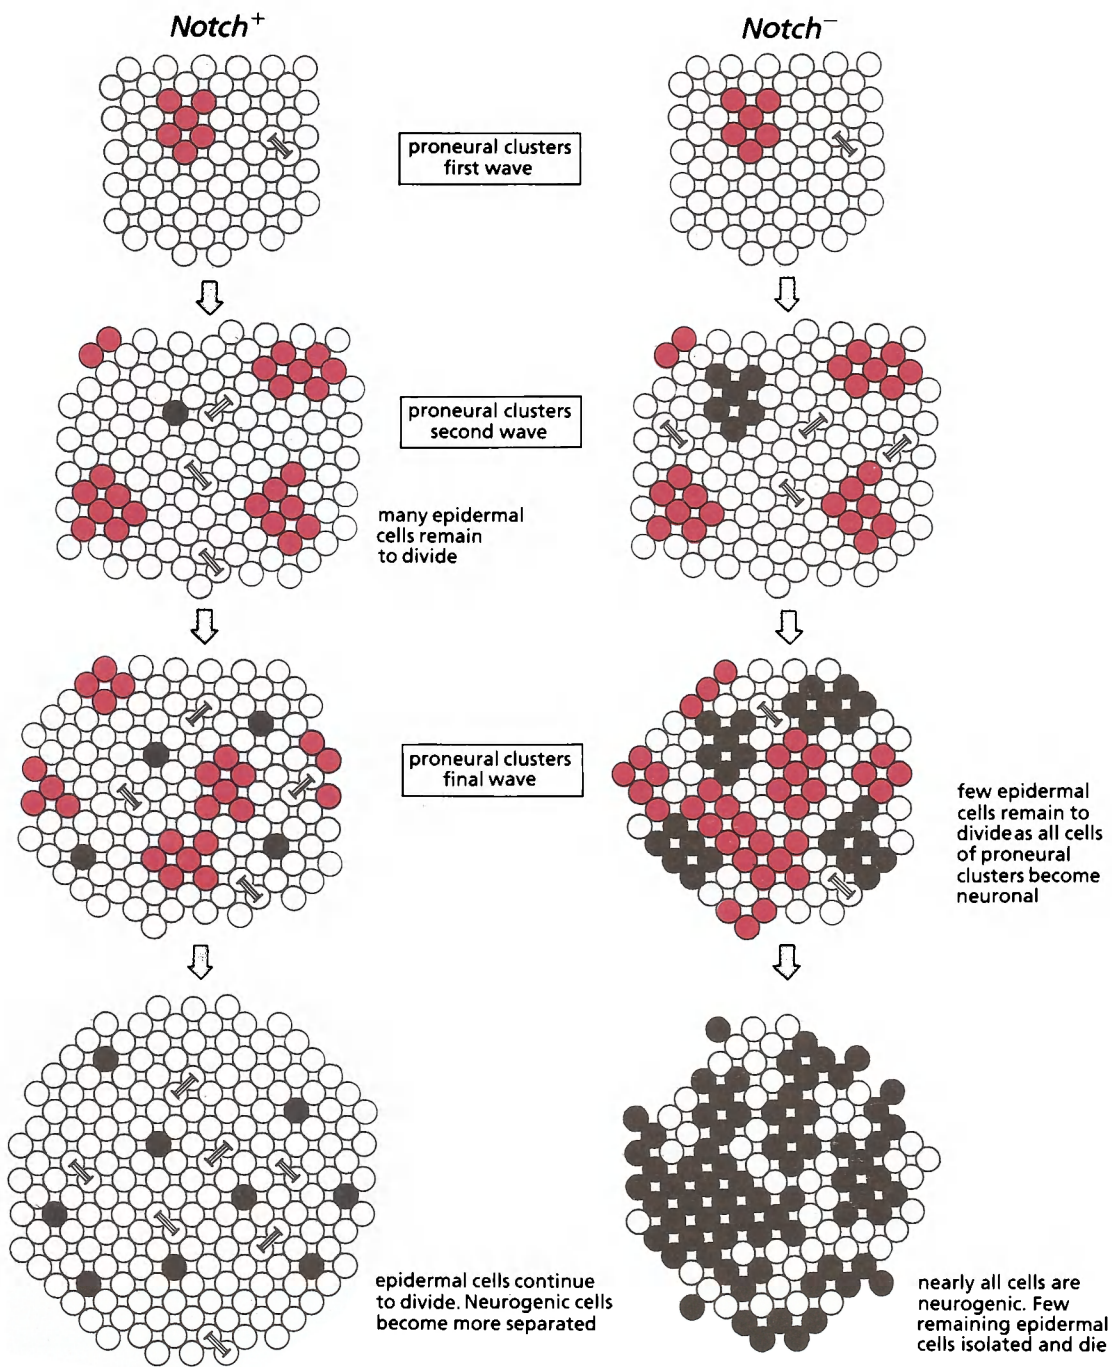 Notch+
Notch−
proneural clusters
first wave
proneural clusters
second wave
many epidermal
cells remain
to divide
proneural clusters
final wave
few epidermal
cells remain to
divide as all cells
of proneural
clusters become
neuronal
epidermal cells continue
to divide. Neurogenic cells
become more separated
nearly all cells are
neurogenic. Few
remaining epidermal
cells isolated and die